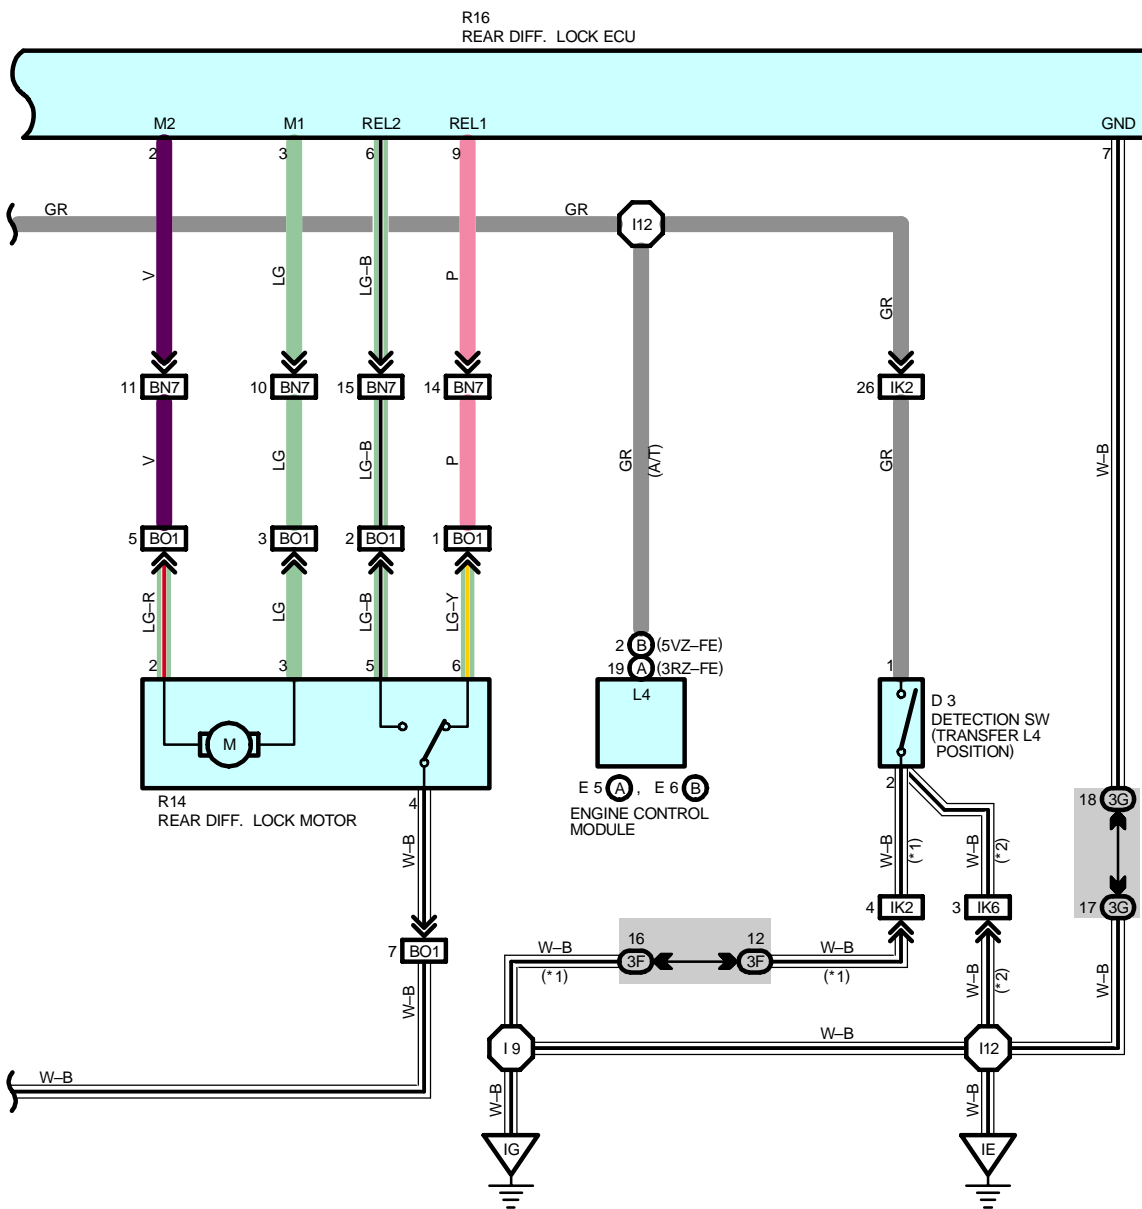 R16
REAR DIFF. LOCK ECU
M2
M1
REL2
REL1
GND
2
3
6
9
7
GR
GR
I12
V
LG
LG–B
P
GR
11 BN7
10 BN7
15 BN7
14 BN7
26 IK2
V
LG
LG–B
P
GR
(A/T)
GR
W–B
5 BO1
3 BO1
2 BO1
1 BO1
LG–R
LG
LG–B
LG–Y
2 B (5VZ–FE)
19 A (3RZ–FE)
2
3
5
6
1
L4
M
D 3
DETECTION SW
(TRANSFER L4
POSITION)
2
E 5 A , E 6 B
ENGINE CONTROL
MODULE
R14
REAR DIFF. LOCK MOTOR
4
18 3G
W–B
W–B
(*1)
W–B
(*2)
4 IK2
3 IK6
17 3G
7 BO1
W–B
(*1)
16
3F
12
3F
W–B
(*1)
W–B
W–B
(*2)
W–B
I 9
W–B
I12
W–B
W–B
W–B
IG
IE